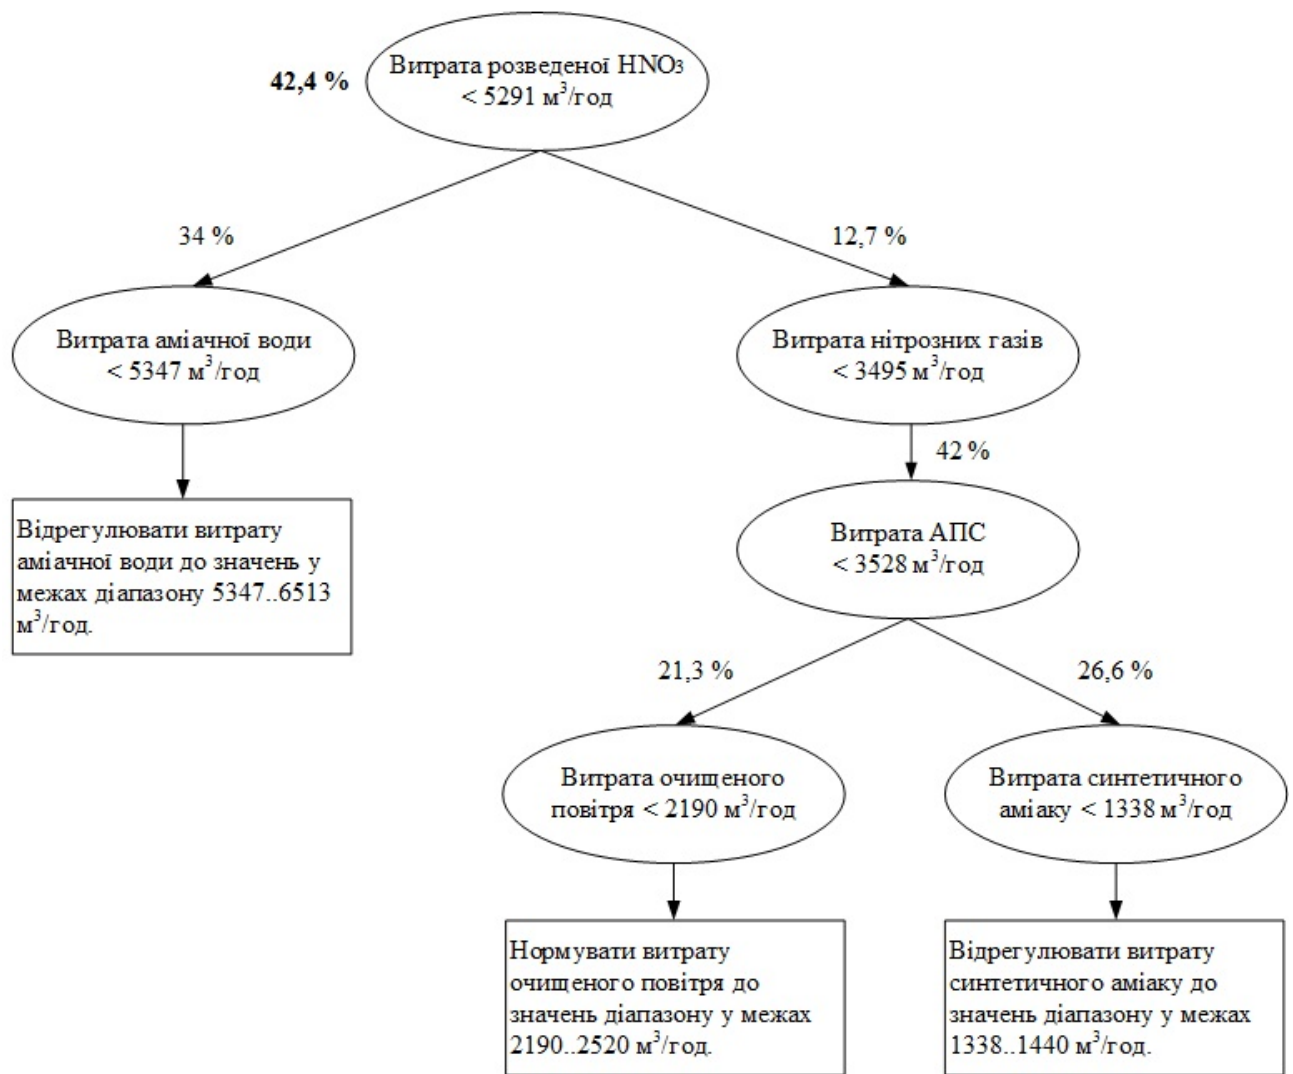 42,4 %
Витрата розведеної HNO₃
< 5291 м³/год
34 %
12,7 %
Витрата аміачної води
< 5347 м³/год
Витрата нітрозних газів
< 3495 м³/год
42 %
Відрегулювати витрату
аміачної води до значень у
межах діапазону 5347..6513
м³/год.
Витрата АПС
< 3528 м³/год
21,3 %
26,6 %
Витрата очищеного
повітря < 2190 м³/год
Витрата синтетичного
аміаку < 1338 м³/год
Нормувати витрату
очищеного повітря до
значень діапазону у межах
2190..2520 м³/год.
Відрегулювати витрату
синтетичного аміаку до
значень діапазону у межах
1338..1440 м³/год.